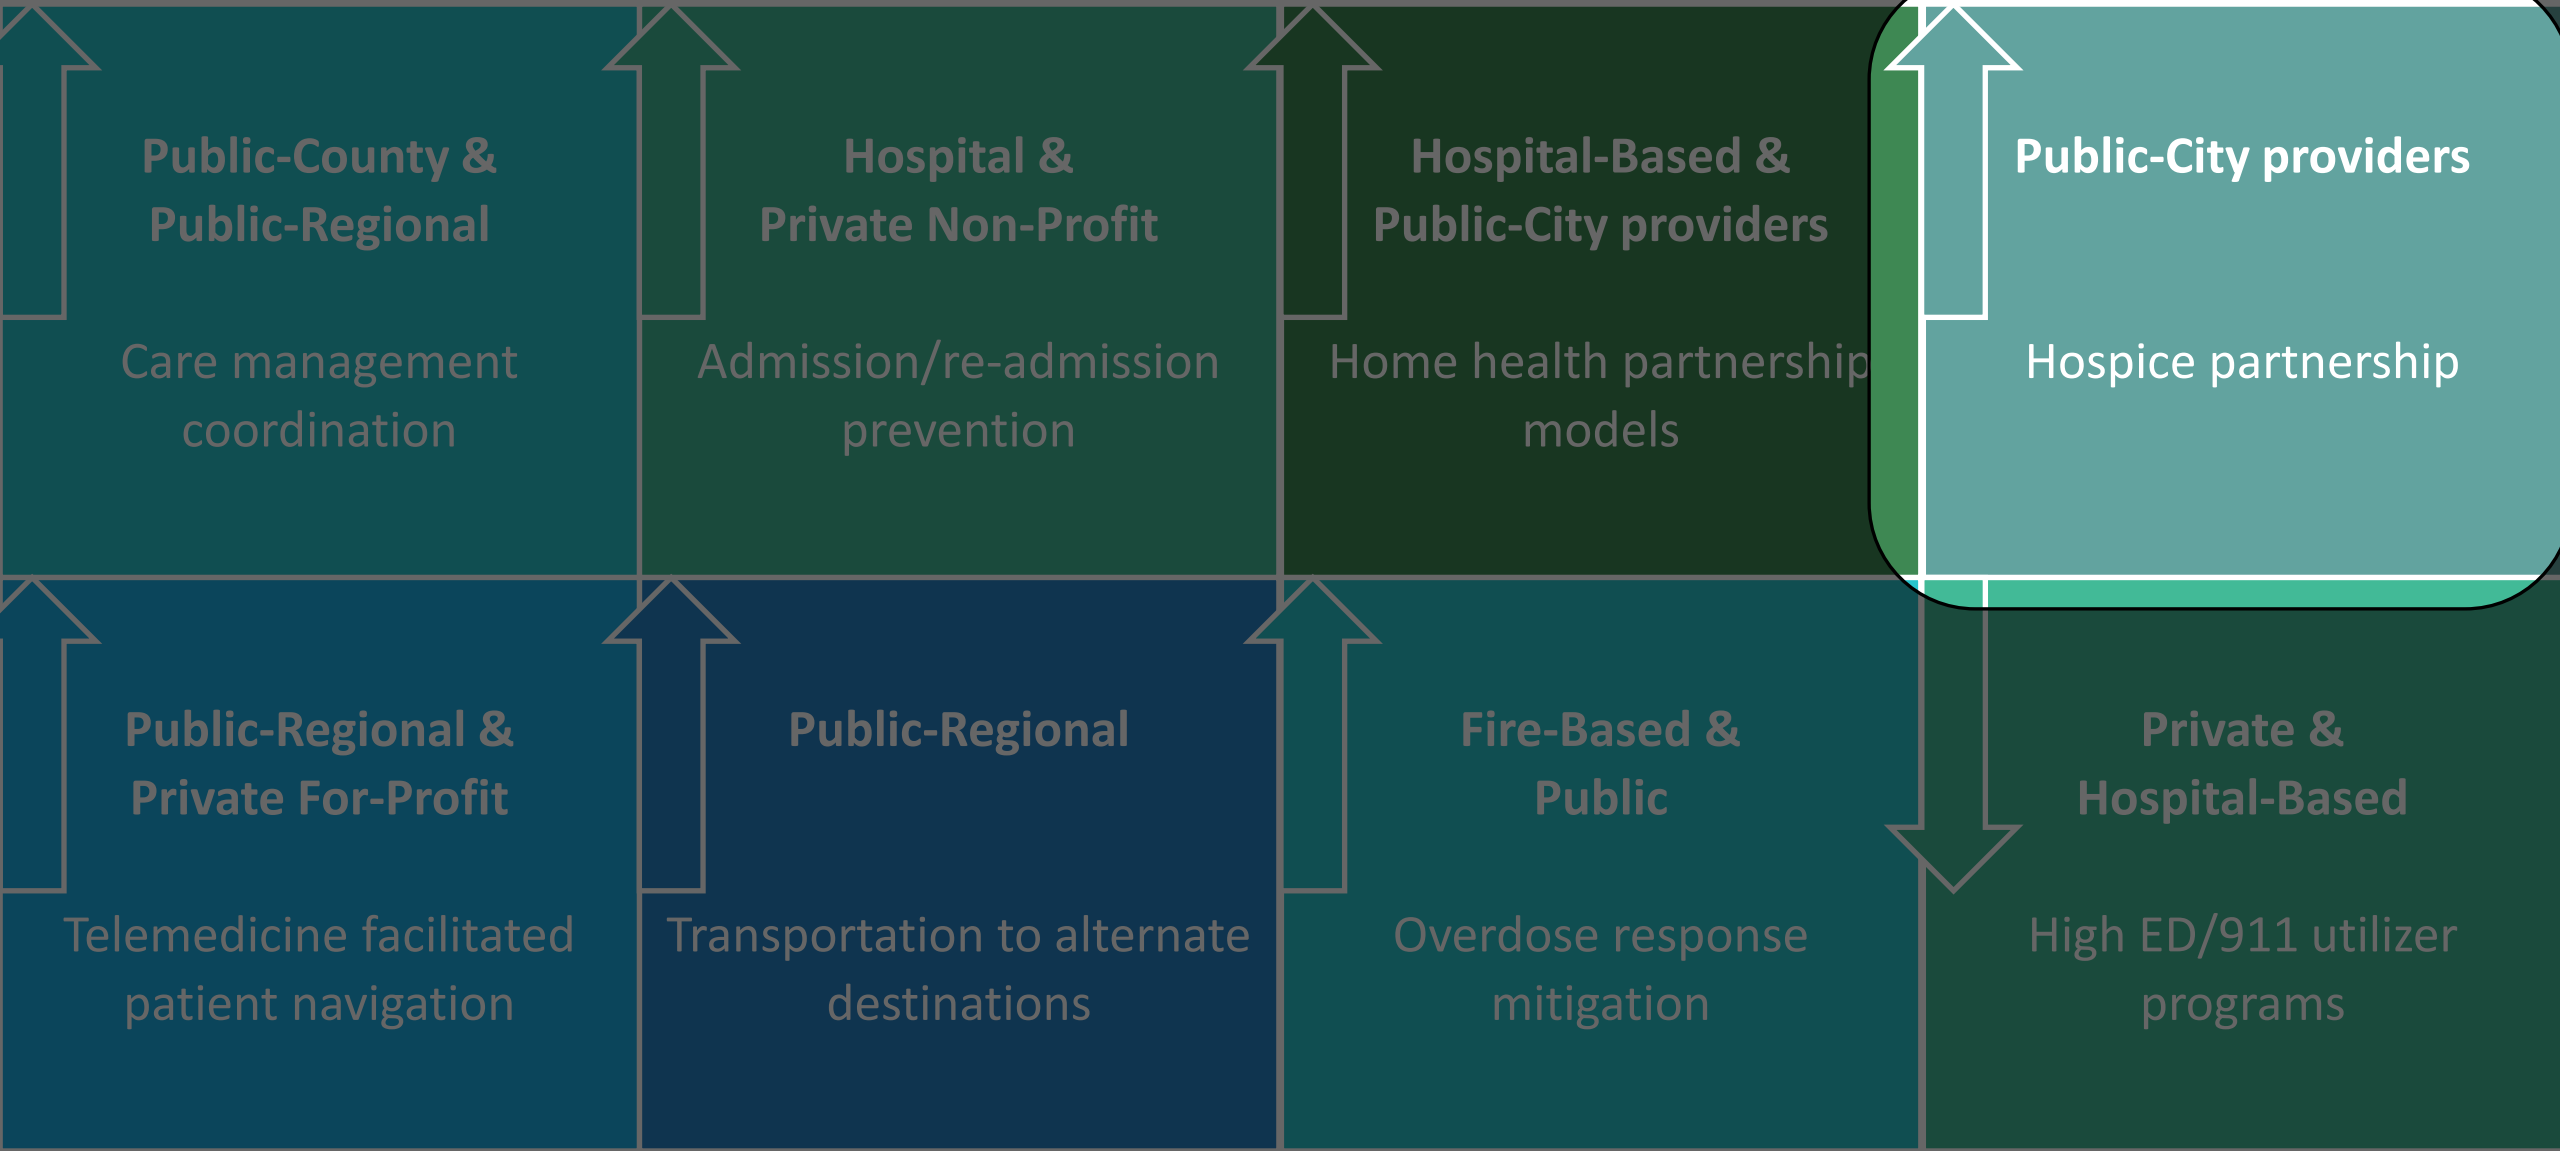 Public-County &
Public-Regional
Care management
coordination
Hospital &
Private Non-Profit
Admission/re-admission
prevention
Hospital-Based &
Public-City providers
Home health partnership
models
Public-City providers
Hospice partnership
Public-Regional &
Private For-Profit
Telemedicine facilitated
patient navigation
Public-Regional
Transportation to alternate
destinations
Fire-Based &
Public
Overdose response
mitigation
Private &
Hospital-Based
High ED/911 utilizer
programs